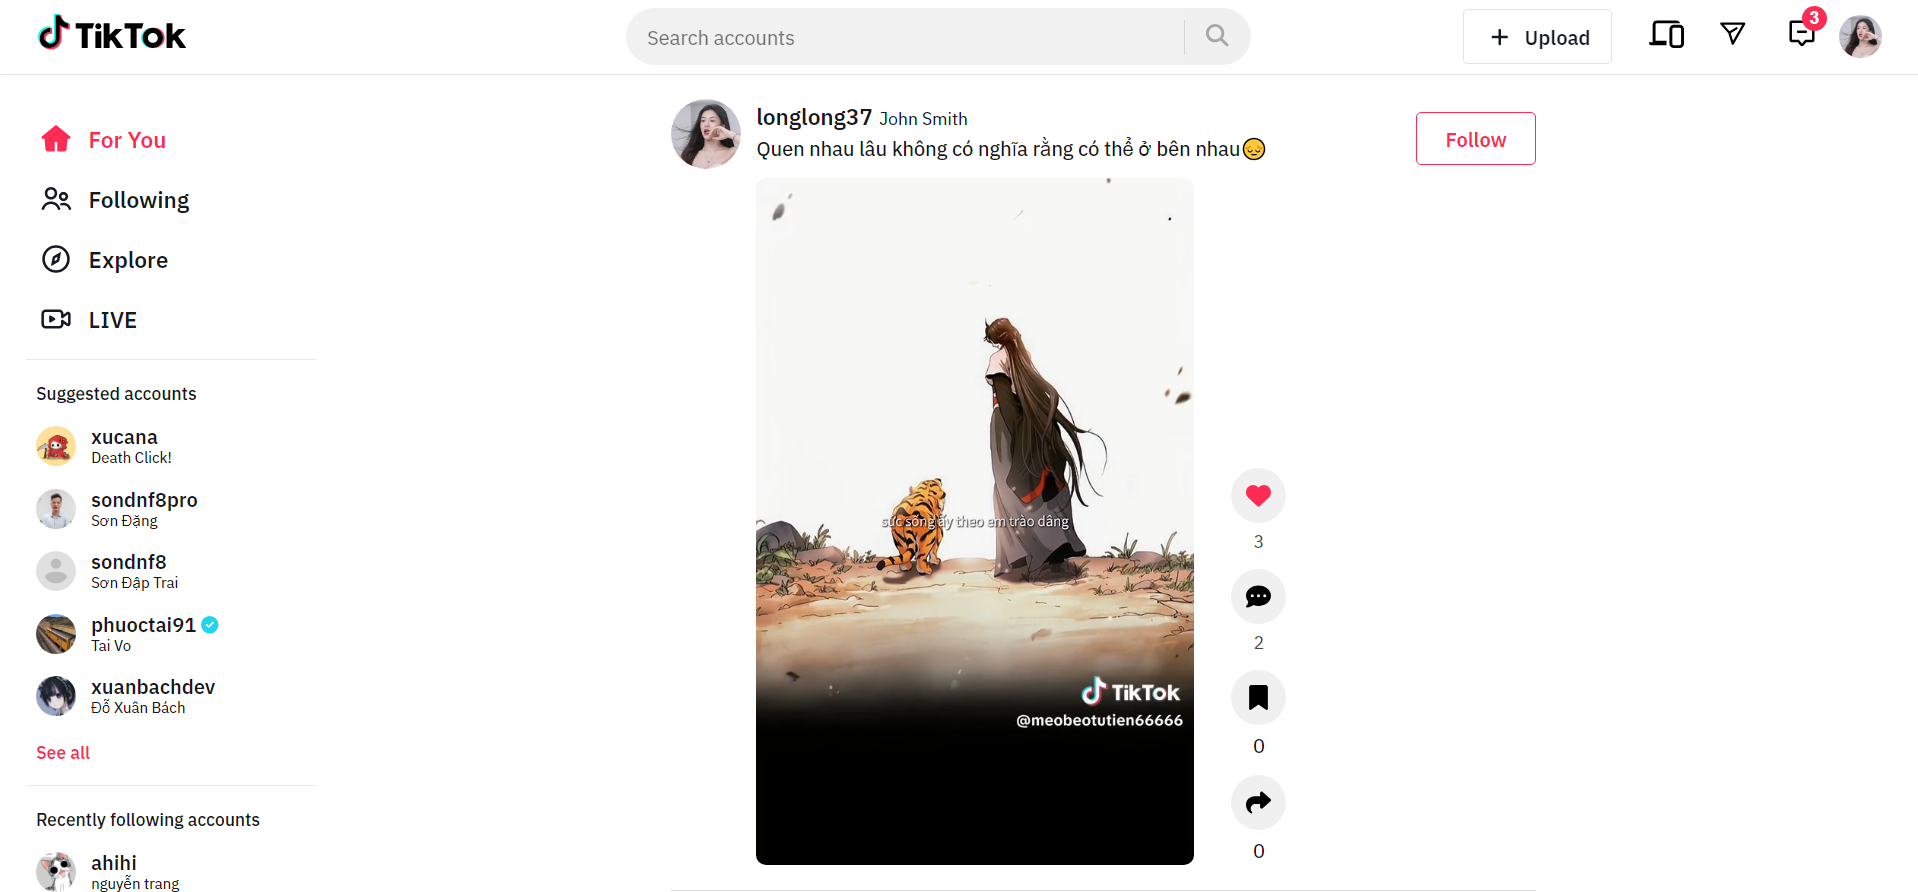 TikTok
Search accounts
Upload
3
For You
Following
Explore
LIVE
Suggested accounts
xucana
Death Click!
sondnf8pro
Sơn Đặng
sondnf8
Sơn Đập Trai
phuoctai91
Tai Vo
xuanbachdev
Đỗ Xuân Bách
See all
Recently following accounts
ahihi
nguyễn trang
longlong37 John Smith
Quen nhau lâu không có nghĩa rằng có thể ở bên nhau😔
Follow
sức sống ấy theo em trào dâng
TikTok
@meobeotutien66666
3
2
0
0